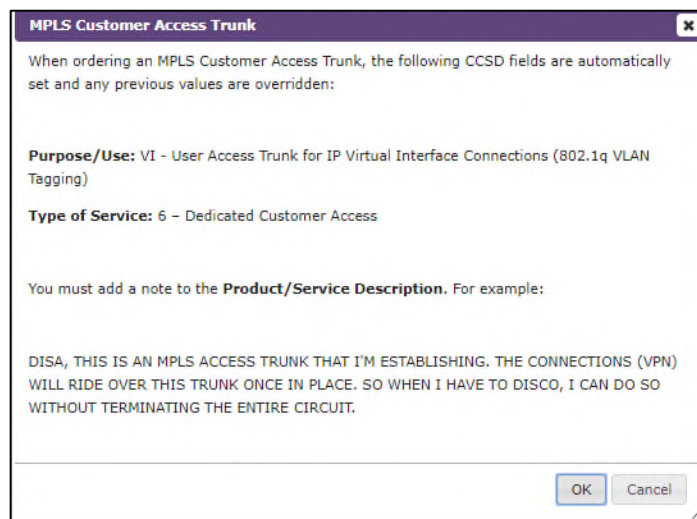 MPLS Customer Access Trunk
When ordering an MPLS Customer Access Trunk, the following CCSD fields are automatically
set and any previous values are overridden:
Purpose/Use: VI - User Access Trunk for IP Virtual Interface Connections (802.1q VLAN
Tagging)
Type of Service: 6 – Dedicated Customer Access
You must add a note to the Product/Service Description. For example:
DISA, THIS IS AN MPLS ACCESS TRUNK THAT I'M ESTABLISHING. THE CONNECTIONS (VPN)
WILL RIDE OVER THIS TRUNK ONCE IN PLACE. SO WHEN I HAVE TO DISCO, I CAN DO SO
WITHOUT TERMINATING THE ENTIRE CIRCUIT.
OK Cancel